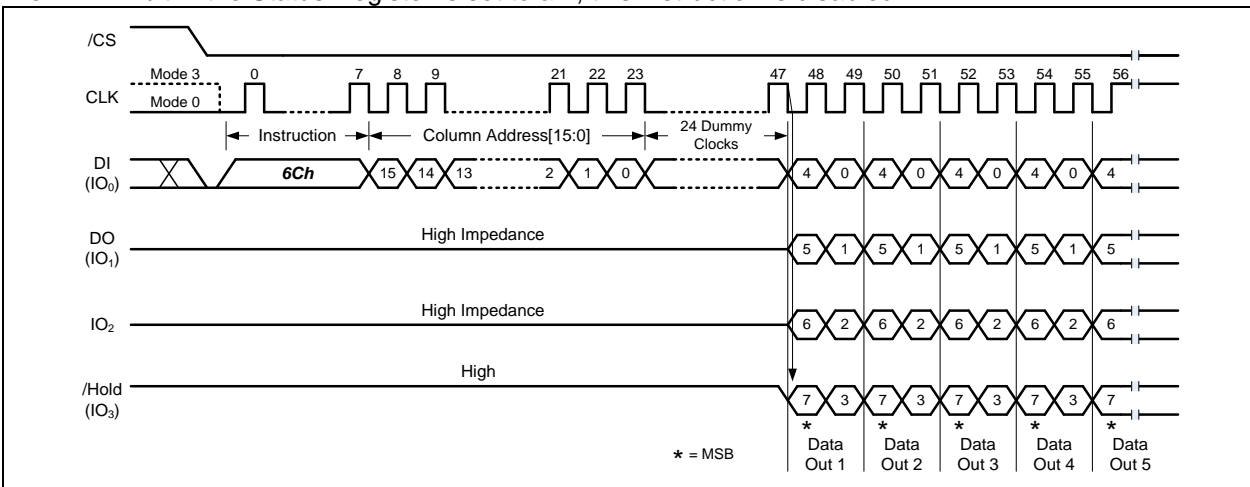 /CS
Mode 3 0 7 8 9 21 22 23 47 48 49 50 51 52 53 54 55 56
CLK
Mode 0
Instruction Column Address[15:0] 24 Dummy
Clocks
DI
(IO₀)
6Ch 15 14 13 2 1 0 4 0 4 0 4 0 4 0 4
High Impedance
DO
(IO₁)
5 1 5 1 5 1 5 1 5
High Impedance
IO₂ 6 2 6 2 6 2 6 2 6
High
/Hold
(IO₃)
7 3 7 3 7 3 7 3 7
* * * * *
* = MSB
Data Data Data Data Data
Out 1 Out 2 Out 3 Out 4 Out 5